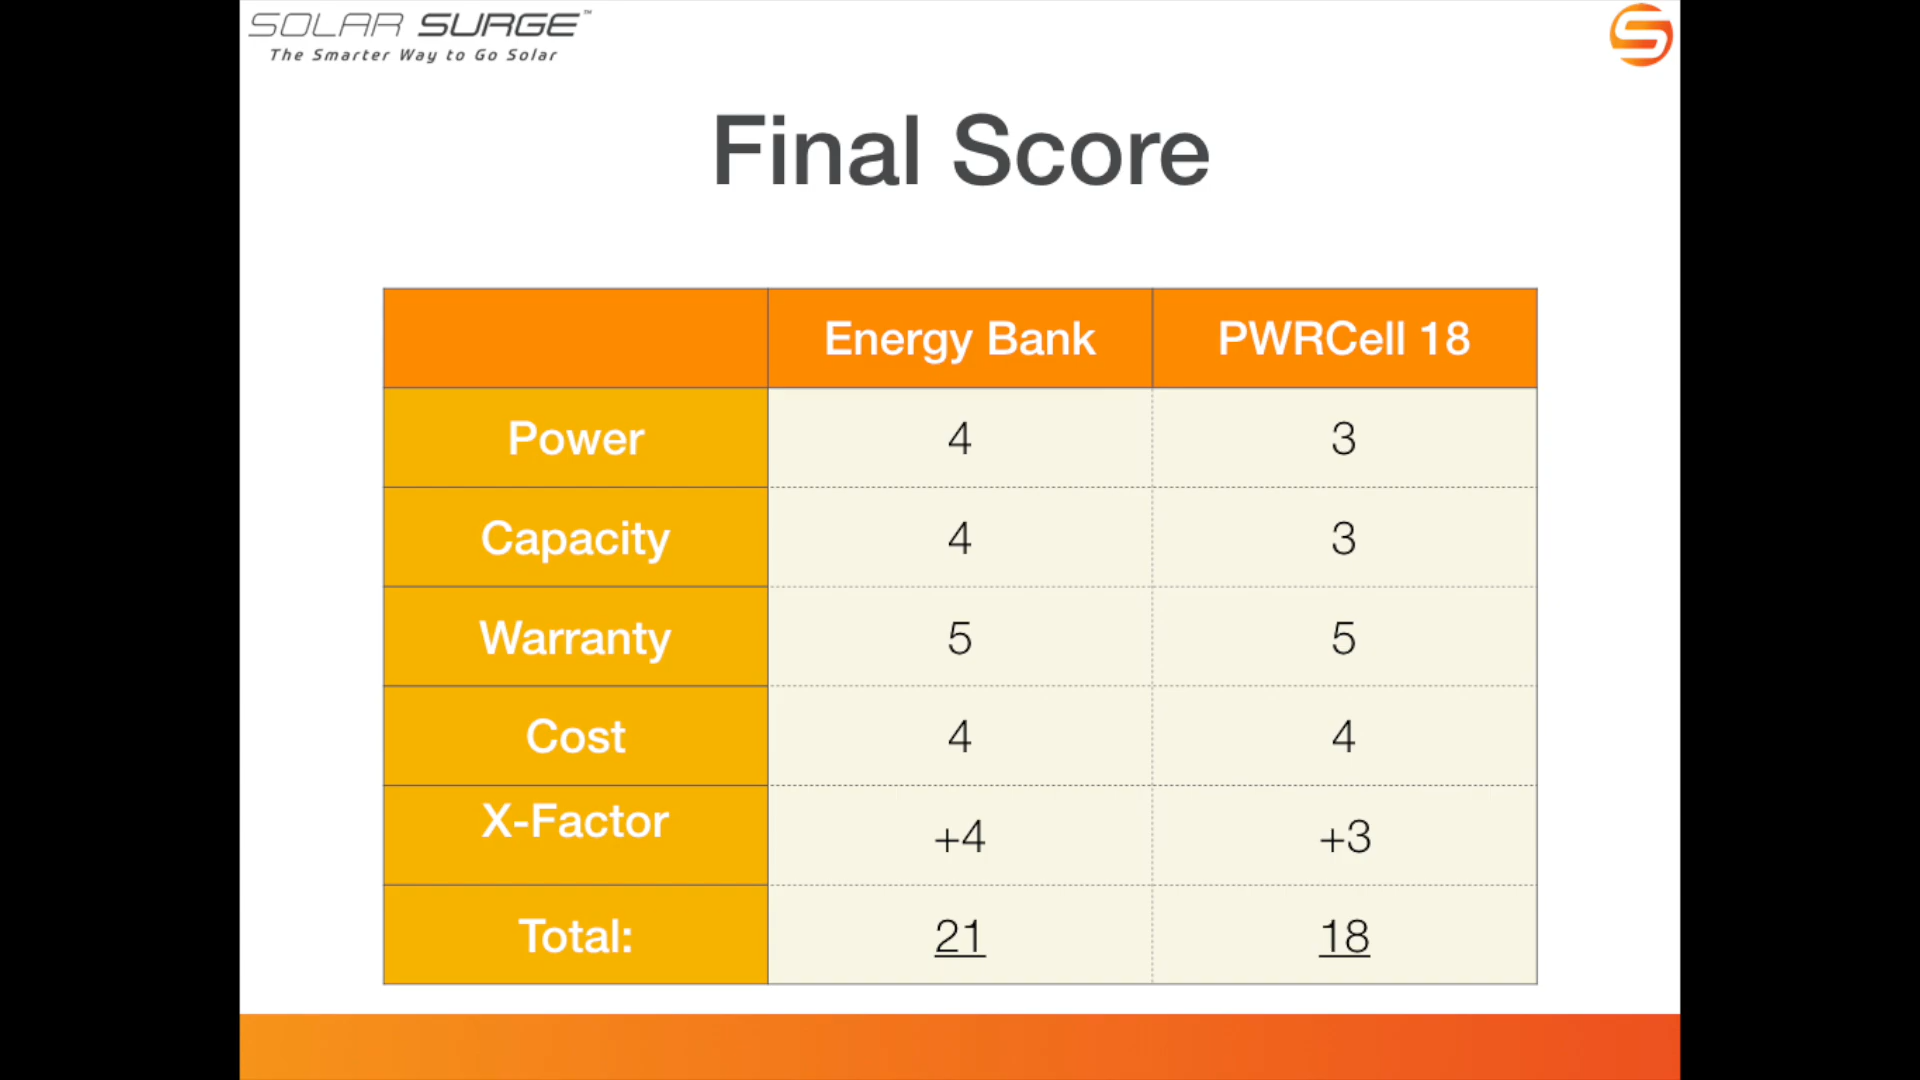 SOLAR SURGE™
The Smarter Way to Go Solar
S
Final Score
Energy Bank PWRCell 18
Power 4 3
Capacity 4 3
Warranty 5 5
Cost 4 4
X-Factor +4 +3
Total: 21 18